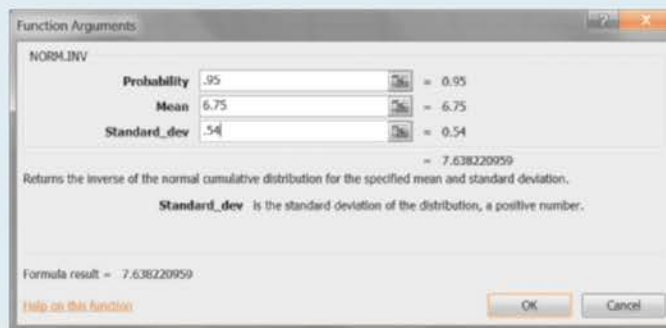 Function Arguments
NORM.INV
Probability .95 = 0.95
Mean 6.75 = 6.75
Standard_dev .54 = 0.54
= 7.638220959
Returns the inverse of the normal cumulative distribution for the specified mean and standard deviation.
Standard_dev is the standard deviation of the distribution, a positive number.
Formula result = 7.638220959
Help on this function
OK Cancel